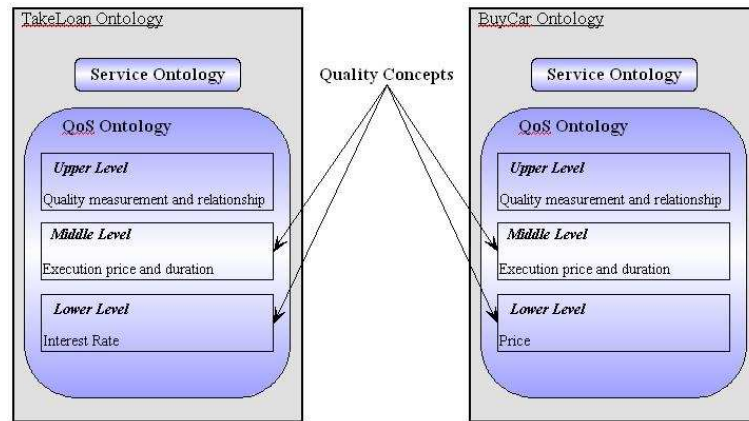 TakeLoan Ontology
Service Ontology
QoS Ontology
Upper Level
Quality measurement and relationship
Middle Level
Execution price and duration
Lower Level
Interest Rate
Quality Concepts
BuyCar Ontology
Service Ontology
QoS Ontology
Upper Level
Quality measurement and relationship
Middle Level
Execution price and duration
Lower Level
Price